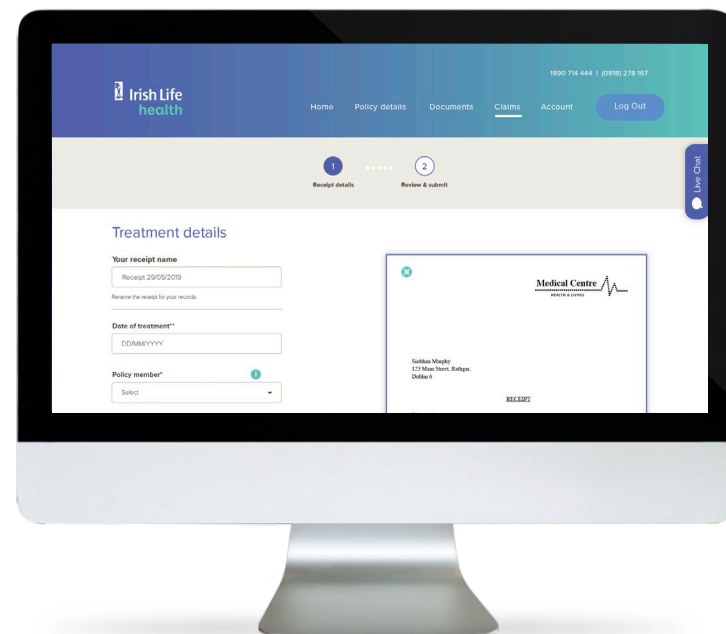 1890 714 444 | (0818) 278 167
Irish Life
health
Home Policy details Documents Claims Account Log Out
1 2
Receipt details Review & submit
Live Chat
Treatment details
Your receipt name
Receipt 29/05/2019
Rename the receipt for your records
Date of treatment**
DD/MM/YYYY
Policy member*
i
Select
Medical Centre
HEALTH & LIVING
Siobhan Murphy
123 Main Street, Rathgar,
Dublin 6
RECEIPT